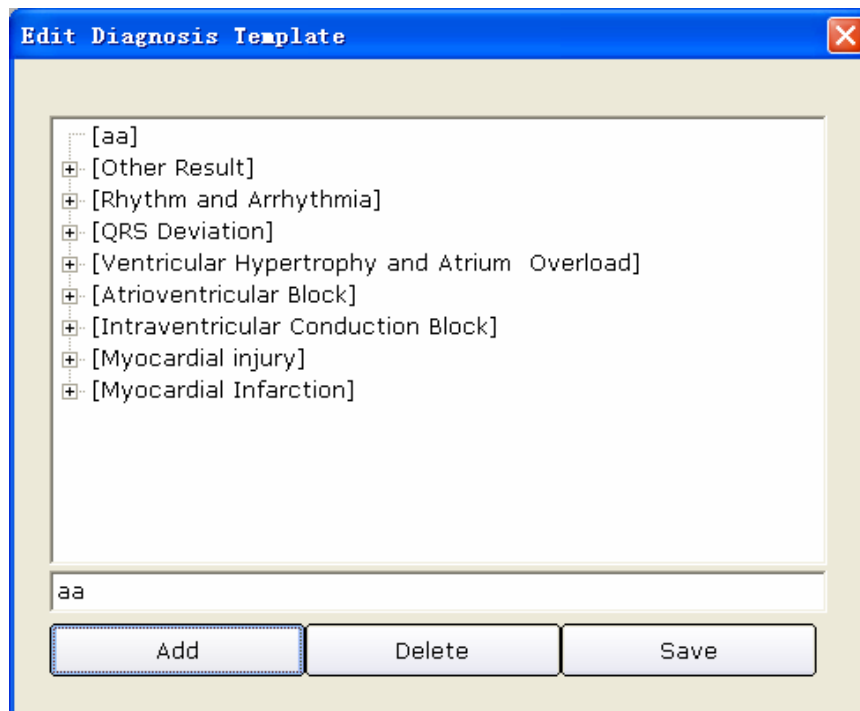 Edit Diagnosis Template
[aa]
[Other Result]
[Rhythm and Arrhythmia]
[QRS Deviation]
[Ventricular Hypertrophy and Atrium  Overload]
[Atrioventricular Block]
[Intraventricular Conduction Block]
[Myocardial injury]
[Myocardial Infarction]
aa
Add Delete Save